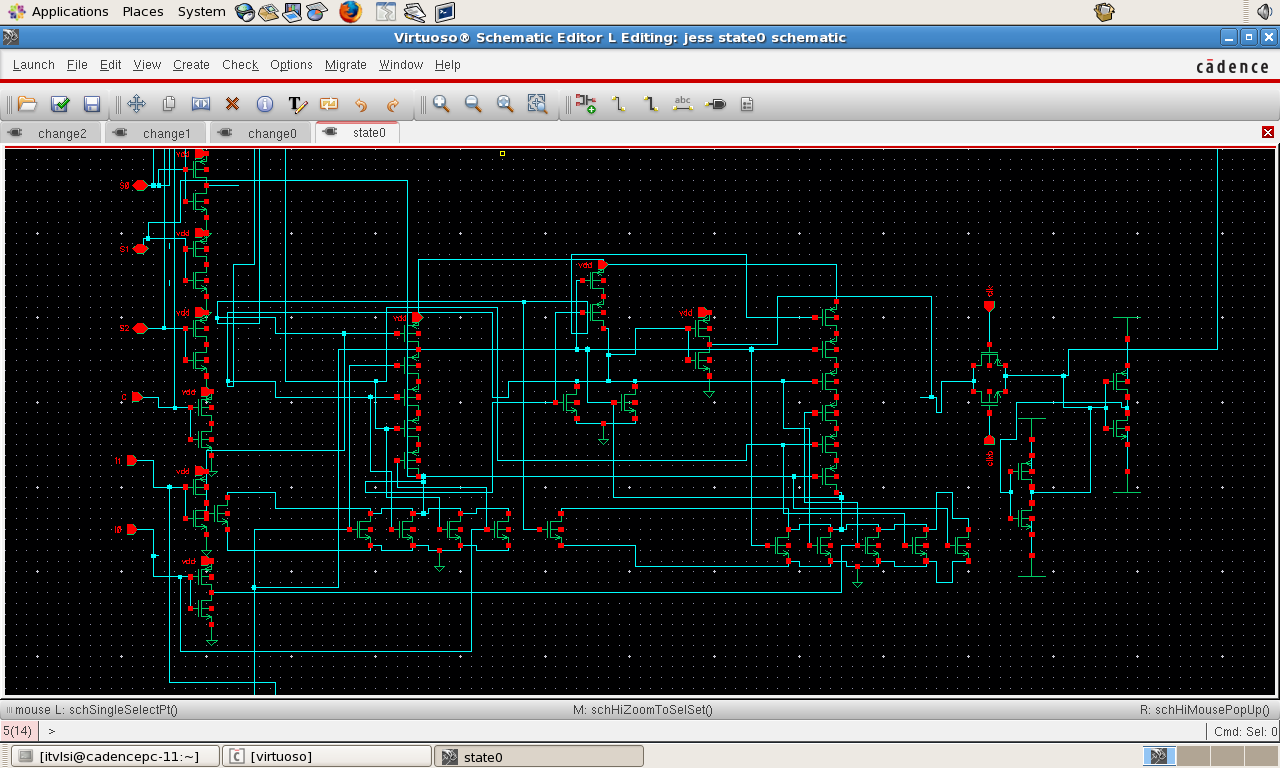 Applications Places System
Virtuoso® Schematic Editor L Editing: jess state0 schematic
Launch File Edit View Create Check Options Migrate Window Help
cādence
abc
change2 change1 change0 state0
vdd
S0
vdd
S1
vdd
clk
vdd
S2
vdd
vdd
vdd
C
clkb
I1
vdd
I0
vdd
mouse L: schSingleSelectPt() M: schHiZoomToSelSet() R: schHiMousePopUp()
5(14) > Cmd: Sel: 0
[itvlsi@cadencepc-11:~] [virtuoso] state0